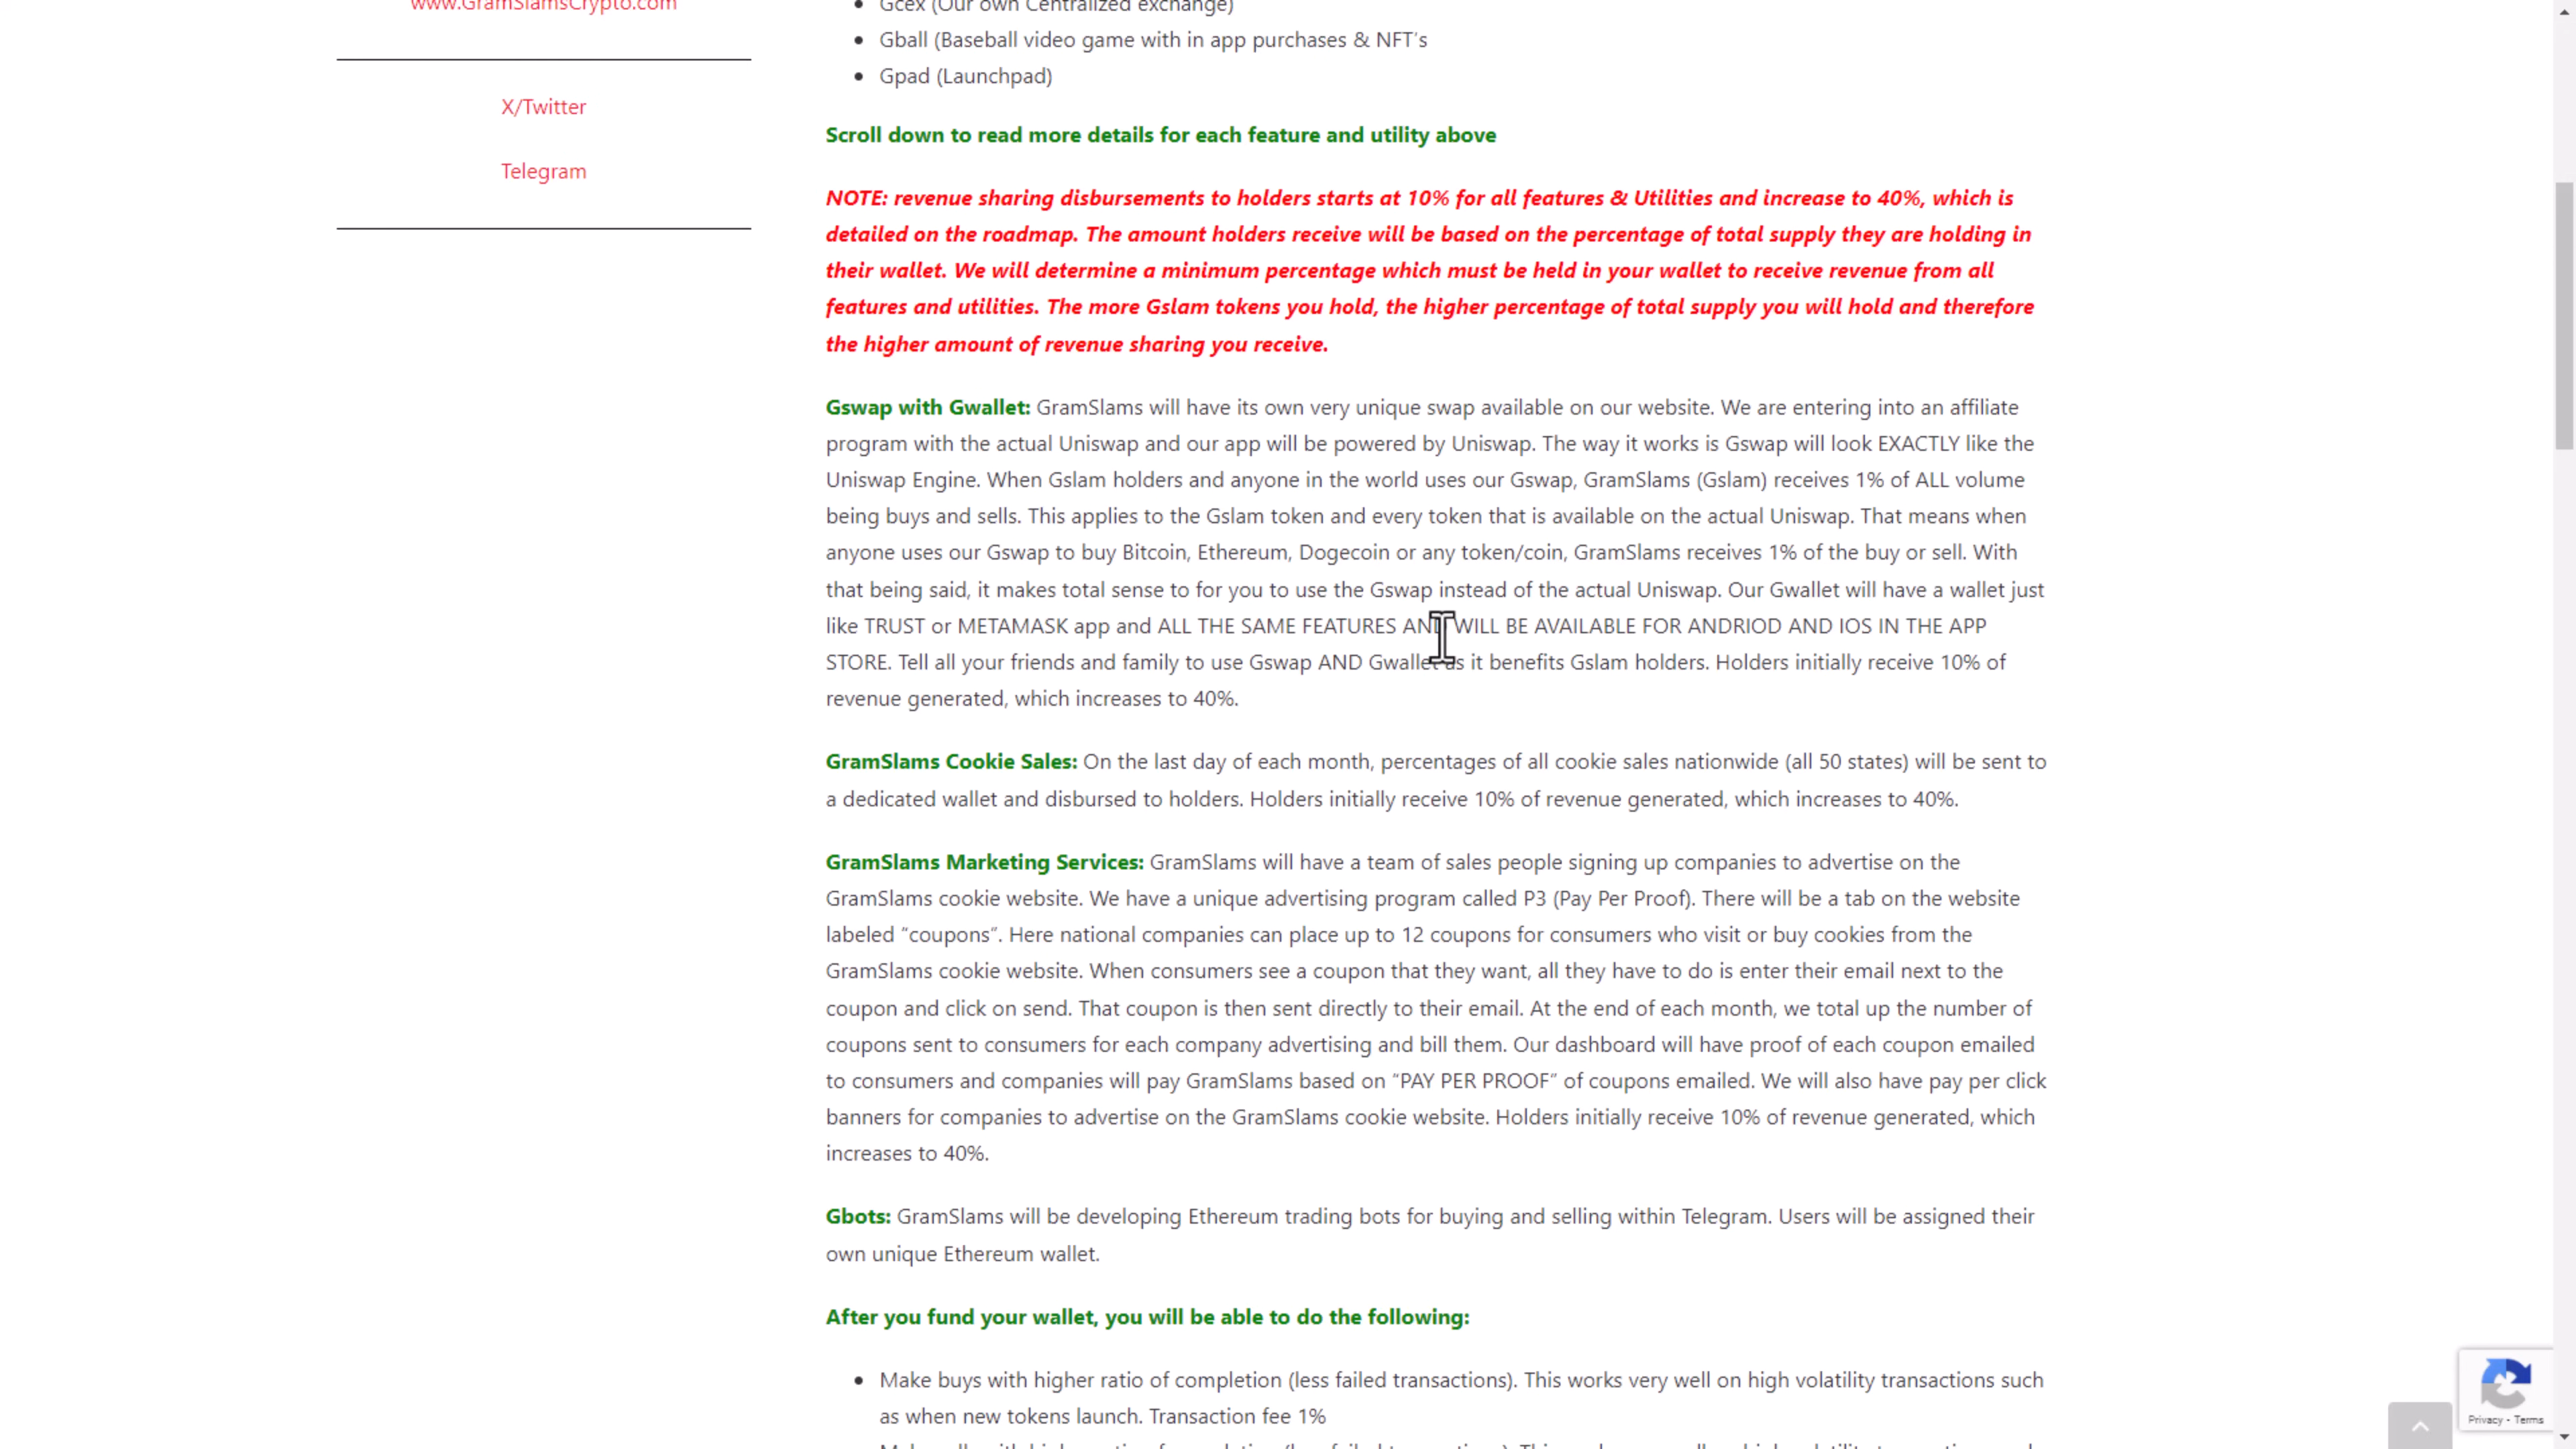 www.GramSlamsCrypto.com
X/Twitter
Telegram
Gcex (Our own Centralized exchange)
Gball (Baseball video game with in app purchases & NFT's
Gpad (Launchpad)
Scroll down to read more details for each feature and utility above
NOTE: revenue sharing disbursements to holders starts at 10% for all features & Utilities and increase to 40%, which is
detailed on the roadmap. The amount holders receive will be based on the percentage of total supply they are holding in
their wallet. We will determine a minimum percentage which must be held in your wallet to receive revenue from all
features and utilities. The more Gslam tokens you hold, the higher percentage of total supply you will hold and therefore
the higher amount of revenue sharing you receive.
Gswap with Gwallet: GramSlams will have its own very unique swap available on our website. We are entering into an affiliate
program with the actual Uniswap and our app will be powered by Uniswap. The way it works is Gswap will look EXACTLY like the
Uniswap Engine. When Gslam holders and anyone in the world uses our Gswap, GramSlams (Gslam) receives 1% of ALL volume
being buys and sells. This applies to the Gslam token and every token that is available on the actual Uniswap. That means when
anyone uses our Gswap to buy Bitcoin, Ethereum, Dogecoin or any token/coin, GramSlams receives 1% of the buy or sell. With
that being said, it makes total sense to for you to use the Gswap instead of the actual Uniswap. Our Gwallet will have a wallet just
like TRUST or METAMASK app and ALL THE SAME FEATURES AND WILL BE AVAILABLE FOR ANDRIOD AND IOS IN THE APP
STORE. Tell all your friends and family to use Gswap AND Gwallet as it benefits Gslam holders. Holders initially receive 10% of
revenue generated, which increases to 40%.
GramSlams Cookie Sales: On the last day of each month, percentages of all cookie sales nationwide (all 50 states) will be sent to
a dedicated wallet and disbursed to holders. Holders initially receive 10% of revenue generated, which increases to 40%.
GramSlams Marketing Services: GramSlams will have a team of sales people signing up companies to advertise on the
GramSlams cookie website. We have a unique advertising program called P3 (Pay Per Proof). There will be a tab on the website
labeled “coupons”. Here national companies can place up to 12 coupons for consumers who visit or buy cookies from the
GramSlams cookie website. When consumers see a coupon that they want, all they have to do is enter their email next to the
coupon and click on send. That coupon is then sent directly to their email. At the end of each month, we total up the number of
coupons sent to consumers for each company advertising and bill them. Our dashboard will have proof of each coupon emailed
to consumers and companies will pay GramSlams based on “PAY PER PROOF” of coupons emailed. We will also have pay per click
banners for companies to advertise on the GramSlams cookie website. Holders initially receive 10% of revenue generated, which
increases to 40%.
Gbots: GramSlams will be developing Ethereum trading bots for buying and selling within Telegram. Users will be assigned their
own unique Ethereum wallet.
After you fund your wallet, you will be able to do the following:
Make buys with higher ratio of completion (less failed transactions). This works very well on high volatility transactions such
as when new tokens launch. Transaction fee 1%
Privacy - Terms